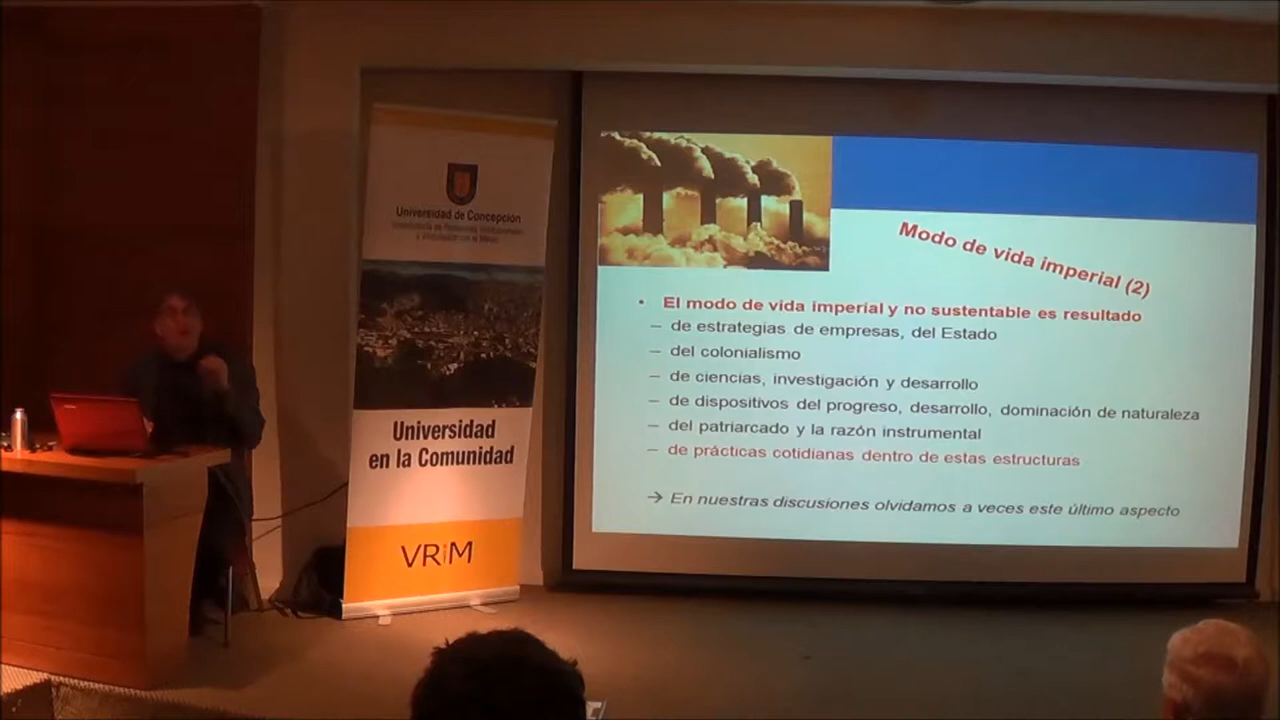 Universidad de Concepción
Universidad
en la Comunidad
VRIM
Modo de vida imperial (2)
• El modo de vida imperial y no sustentable es resultado
– de estrategias de empresas, del Estado
– del colonialismo
– de ciencias, investigación y desarrollo
– de dispositivos del progreso, desarrollo, dominación de naturaleza
– del patriarcado y la razón instrumental
– de prácticas cotidianas dentro de estas estructuras
→ En nuestras discusiones olvidamos a veces este último aspecto